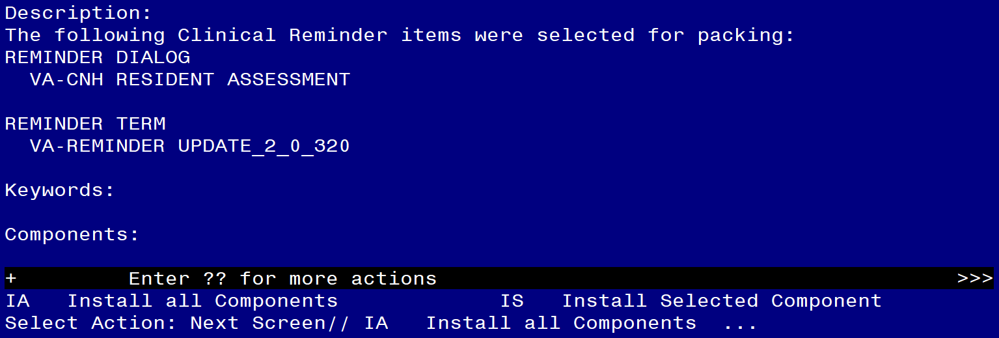 Description:
The following Clinical Reminder items were selected for packing:
REMINDER DIALOG
  VA-CNH RESIDENT ASSESSMENT
REMINDER TERM
  VA-REMINDER UPDATE_2_0_320
Keywords:
Components:
+         Enter ?? for more actions                                          >>>
IA   Install all Components             IS   Install Selected Component
Select Action: Next Screen// IA   Install all Components  ...